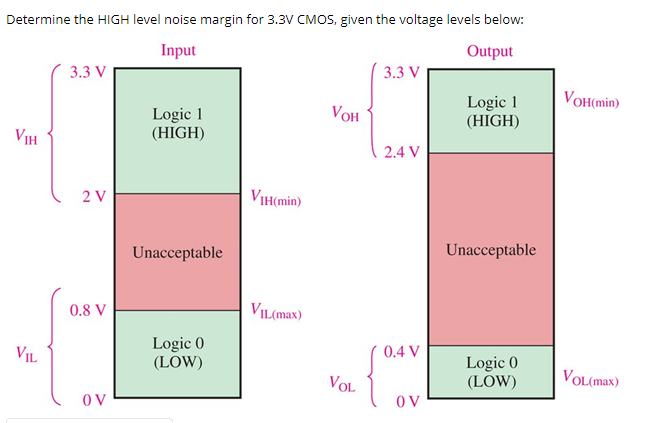 Determine the HIGH level noise margin for 3.3V CMOS, given the voltage levels below:
Input
3.3 V
Logic 1
(HIGH)
VIH
2 V
VIH(min)
Unacceptable
0.8 V
VIL(max)
Logic 0
(LOW)
VIL
0 V
Output
3.3 V
Logic 1
(HIGH)
VOH
VOH(min)
2.4 V
Unacceptable
0.4 V
Logic 0
(LOW)
VOL
VOL(max)
0 V